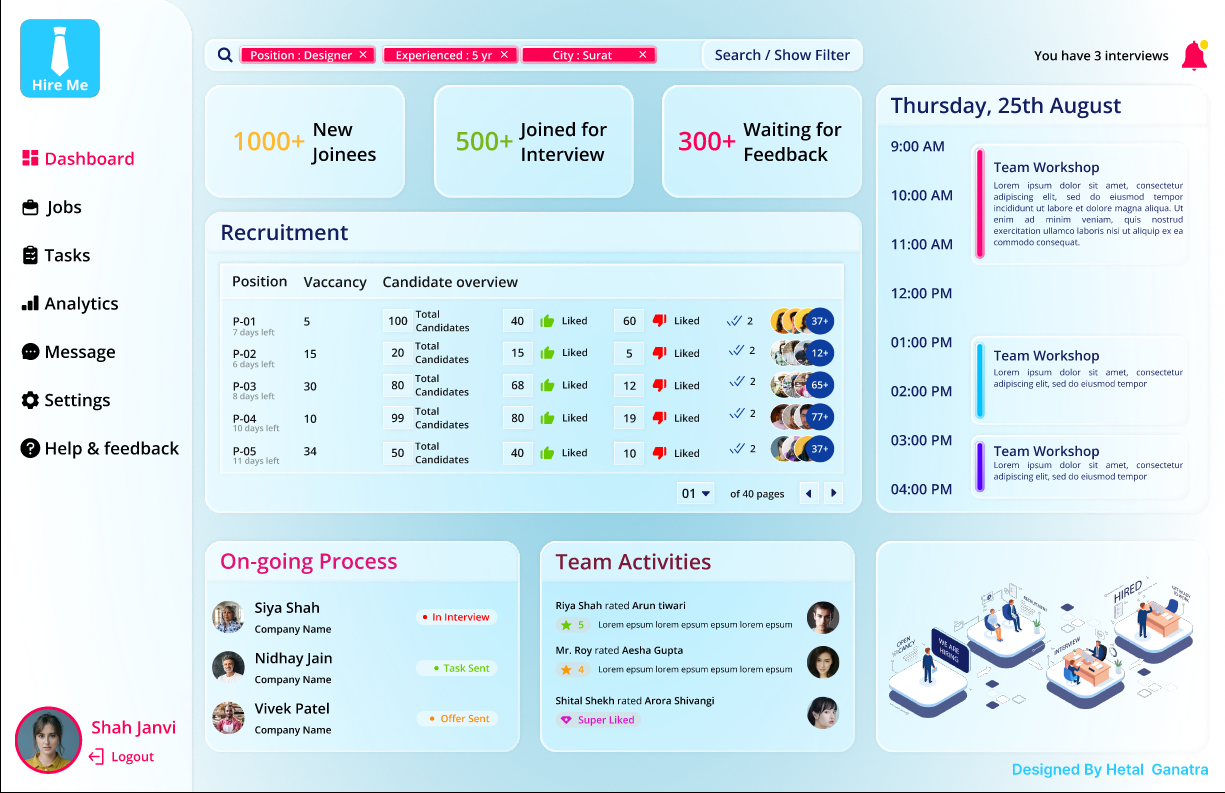 Hire Me
Dashboard
Jobs
Tasks
Analytics
Message
Settings
Help & feedback
Shah Janvi
Logout
Position : Designer ×
Experienced : 5 yr ×
City : Surat ×
Search / Show Filter
You have 3 interviews
1000+ New Joinees
500+ Joined for Interview
300+ Waiting for Feedback
Recruitment
Position Vaccancy Candidate overview
P-01 5 100 Total Candidates 40 Liked 60 Liked 2 37+
7 days left
P-02 15 20 Total Candidates 15 Liked 5 Liked 2 12+
6 days left
P-03 30 80 Total Candidates 68 Liked 12 Liked 2 65+
8 days left
P-04 10 99 Total Candidates 80 Liked 19 Liked 2 77+
10 days left
P-05 34 50 Total Candidates 40 Liked 10 Liked 2 37+
11 days left
01 of 40 pages
Thursday, 25th August
9:00 AM
10:00 AM
11:00 AM
12:00 PM
01:00 PM
02:00 PM
03:00 PM
04:00 PM
Team Workshop
Lorem ipsum dolor sit amet, consectetur
adipiscing elit, sed do eiusmod tempor
incididunt ut labore et dolore magna aliqua. Ut
enim ad minim veniam, quis nostrud
exercitation ullamco laboris nisi ut aliquip ex ea
commodo consequat.
Team Workshop
Lorem ipsum dolor sit amet, consectetur
adipiscing elit, sed do eiusmod tempor
Team Workshop
Lorem ipsum dolor sit amet, consectetur
adipiscing elit, sed do eiusmod tempor
On-going Process
Siya Shah
Company Name
In Interview
Nidhay Jain
Company Name
Task Sent
Vivek Patel
Company Name
Offer Sent
Team Activities
Riya Shah rated Arun tiwari
5 Lorem epsum lorem epsum epsum lorem epsum
Mr. Roy rated Aesha Gupta
4 Lorem epsum lorem epsum epsum lorem epsum
Shital Shekh rated Arora Shivangi
Super Liked
OPEN
WE ARE
HIRING
RECRUITMENT
INTERVIEW
HIRED
Designed By Hetal Ganatra